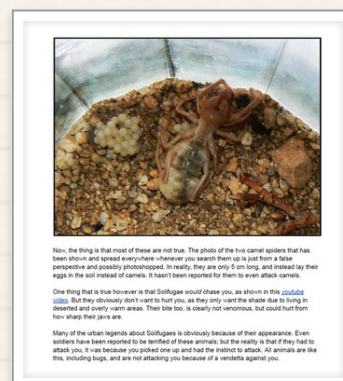 Now, the thing is that most of these are not true. The photo of the two camel spiders that has
been shown and spread everywhere whenever you search them up is just from a false
perspective and possibly photoshopped. In reality, they are only 5 cm long, and instead lay their
eggs in the soil instead of camels. It hasn't been reported for them to even attack camels.
One thing that is true however is that Solifugae would chase you, as shown in this youtube
video. But they obviously don't want to hurt you, as they only want the shade due to living in
deserted and overly warm areas. Their bite too, is clearly not venomous, but could hurt from
how sharp their jaws are.
Many of the urban legends about Solifugaes is obviously because of their appearance. Even
soldiers have been reported to be terrified of these animals; but the reality is that if they had to
attack you, it was because you picked one up and had the instinct to attack. All animals are like
this, including bugs, and are not attacking you because of a vendetta against you.